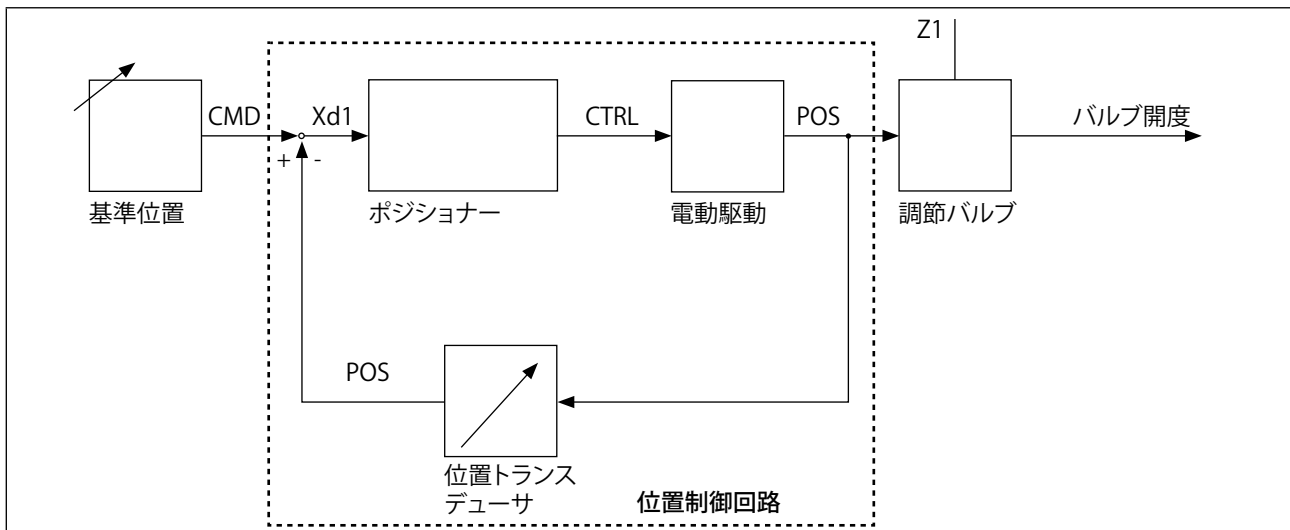 Z1
CMD
Xd1
CTRL
POS
バルブ開度
+ -
基準位置
ポジショナー
電動駆動
調節バルブ
POS
位置トランス
デューサ
位置制御回路